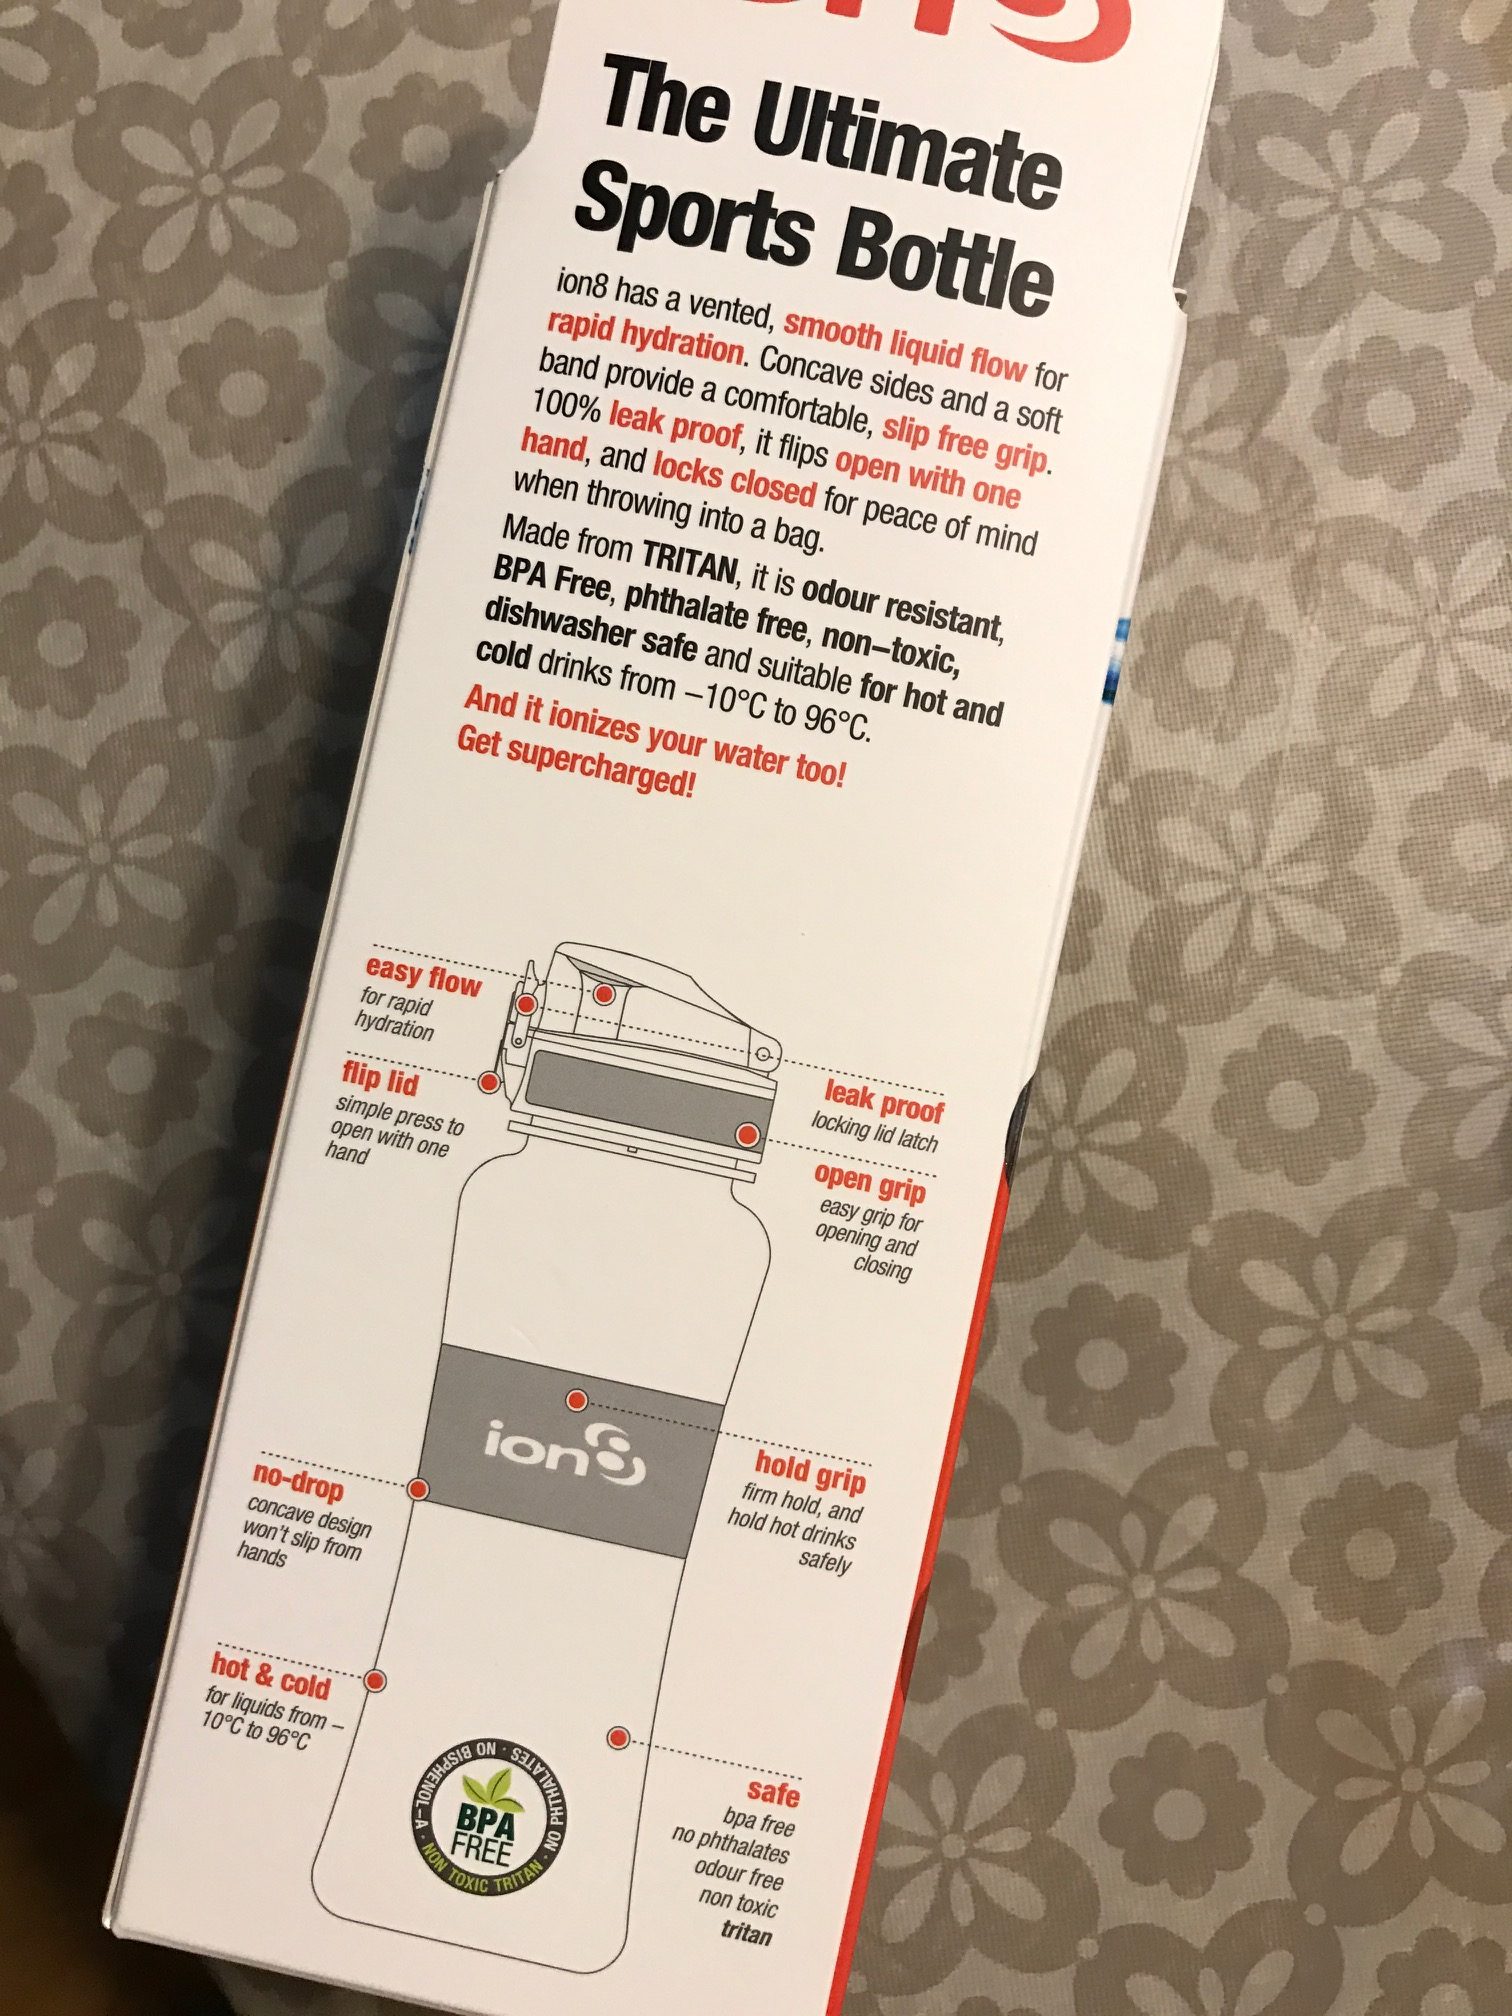 The Ultimate
Sports Bottle
ion8 has a vented, smooth liquid flow for
rapid hydration. Concave sides and a soft
band provide a comfortable, slip free grip.
100% leak proof, it flips open with one
hand, and locks closed for peace of mind
when throwing into a bag.
Made from TRITAN, it is odour resistant,
BPA Free, phthalate free, non–toxic,
dishwasher safe and suitable for hot and
cold drinks from –10°C to 96°C.
And it ionizes your water too!
Get supercharged!
easy flow
for rapid
hydration
flip lid
simple press to
open with one
hand
leak proof
locking lid latch
open grip
easy grip for
opening and
closing
ion8
no-drop
concave design
won't slip from
hands
hold grip
firm hold, and
hold hot drinks
safely
hot & cold
for liquids from –
10°C to 96°C
NO BISPHENOL–A · NO PHTHALATES · NON TOXIC TRITAN ·
BPA
FREE
safe
bpa free
no phthalates
odour free
non toxic
tritan